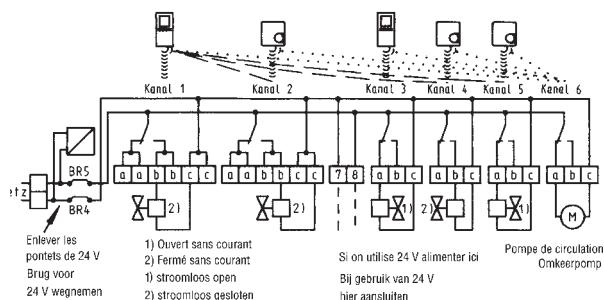 Kanal 1 Kanal 2 Kanal 3 Kanal 4 Kanal 5 Kanal 6
BR5
a a b b c c a a b b c c 7 8 a b c a b c a b c a b c
etz
BR4
2) 2) 1) 2) 1) M
Enlever les
pontets de 24 V
Brug voor
24 V wegnemen
1) Ouvert sans courant
2) Fermé sans courant
1) stroomloos open
2) stroomloos gesloten
Si on utilise 24 V alimenter ici
Bij gebruik van 24 V
hier aansluiten
Pompe de circulation
Omkeerpomp